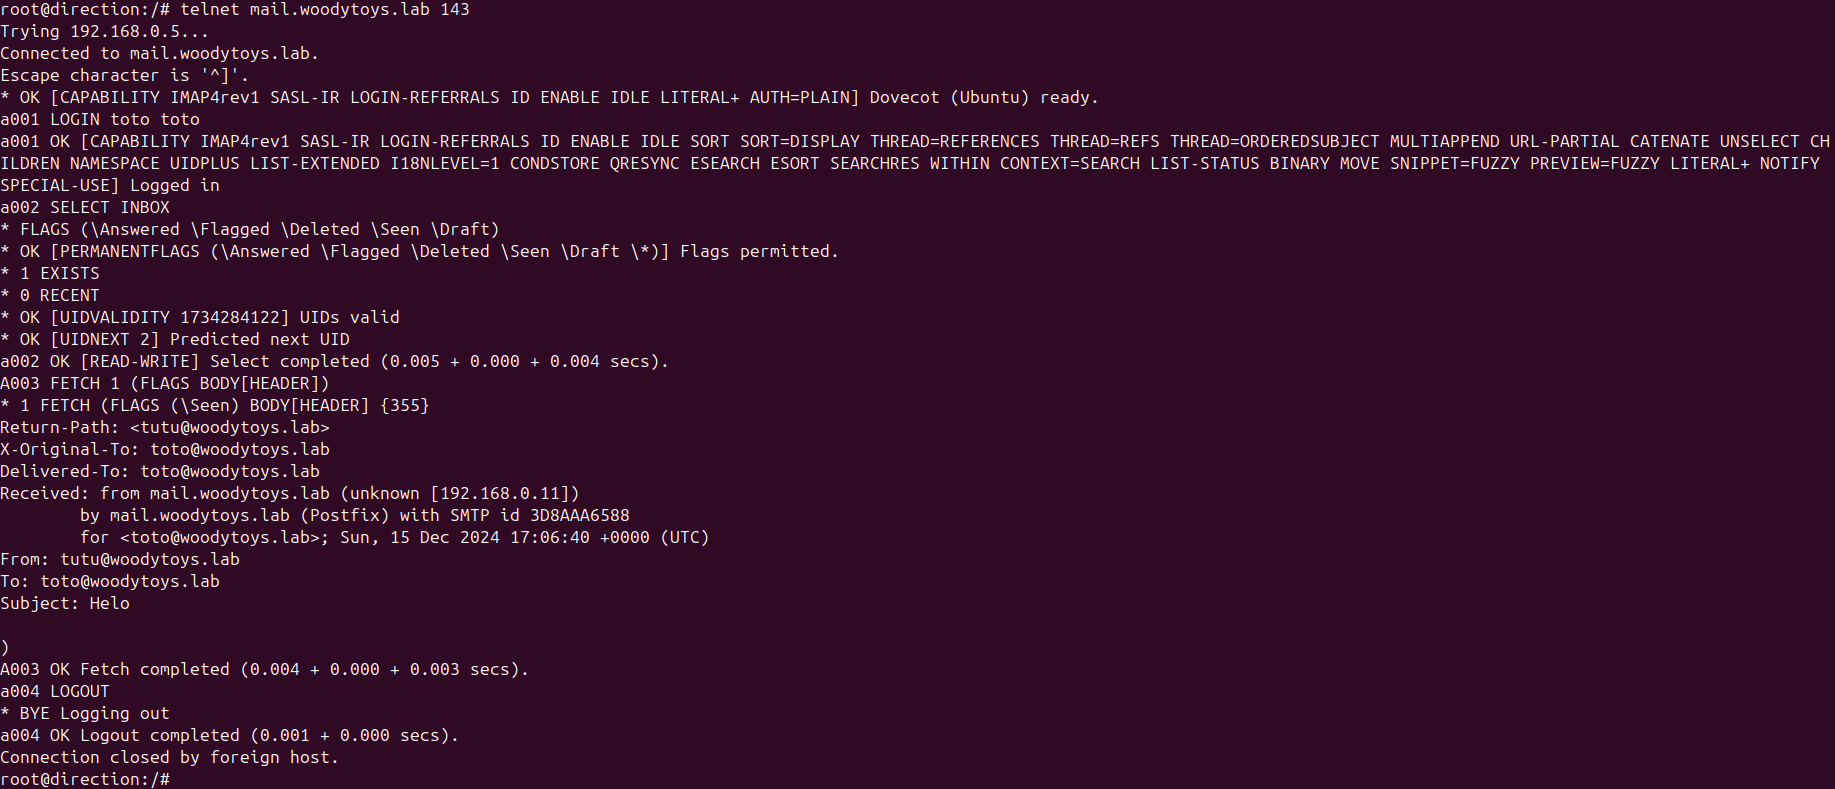 root@direction:/# telnet mail.woodytoys.lab 143
Trying 192.168.0.5...
Connected to mail.woodytoys.lab.
Escape character is '^]'.
* OK [CAPABILITY IMAP4rev1 SASL-IR LOGIN-REFERRALS ID ENABLE IDLE LITERAL+ AUTH=PLAIN] Dovecot (Ubuntu) ready.
a001 LOGIN toto toto
a001 OK [CAPABILITY IMAP4rev1 SASL-IR LOGIN-REFERRALS ID ENABLE IDLE SORT SORT=DISPLAY THREAD=REFERENCES THREAD=REFS THREAD=ORDEREDSUBJECT MULTIAPPEND URL-PARTIAL CATENATE UNSELECT CH
ILDREN NAMESPACE UIDPLUS LIST-EXTENDED I18NLEVEL=1 CONDSTORE QRESYNC ESEARCH ESORT SEARCHRES WITHIN CONTEXT=SEARCH LIST-STATUS BINARY MOVE SNIPPET=FUZZY PREVIEW=FUZZY LITERAL+ NOTIFY
SPECIAL-USE] Logged in
a002 SELECT INBOX
* FLAGS (\Answered \Flagged \Deleted \Seen \Draft)
* OK [PERMANENTFLAGS (\Answered \Flagged \Deleted \Seen \Draft \*)] Flags permitted.
* 1 EXISTS
* 0 RECENT
* OK [UIDVALIDITY 1734284122] UIDs valid
* OK [UIDNEXT 2] Predicted next UID
a002 OK [READ-WRITE] Select completed (0.005 + 0.000 + 0.004 secs).
A003 FETCH 1 (FLAGS BODY[HEADER])
* 1 FETCH (FLAGS (\Seen) BODY[HEADER] {355}
Return-Path: <tutu@woodytoys.lab>
X-Original-To: toto@woodytoys.lab
Delivered-To: toto@woodytoys.lab
Received: from mail.woodytoys.lab (unknown [192.168.0.11])
        by mail.woodytoys.lab (Postfix) with SMTP id 3D8AAA6588
        for <toto@woodytoys.lab>; Sun, 15 Dec 2024 17:06:40 +0000 (UTC)
From: tutu@woodytoys.lab
To: toto@woodytoys.lab
Subject: Helo

)
A003 OK Fetch completed (0.004 + 0.000 + 0.003 secs).
a004 LOGOUT
* BYE Logging out
a004 OK Logout completed (0.001 + 0.000 secs).
Connection closed by foreign host.
root@direction:/#